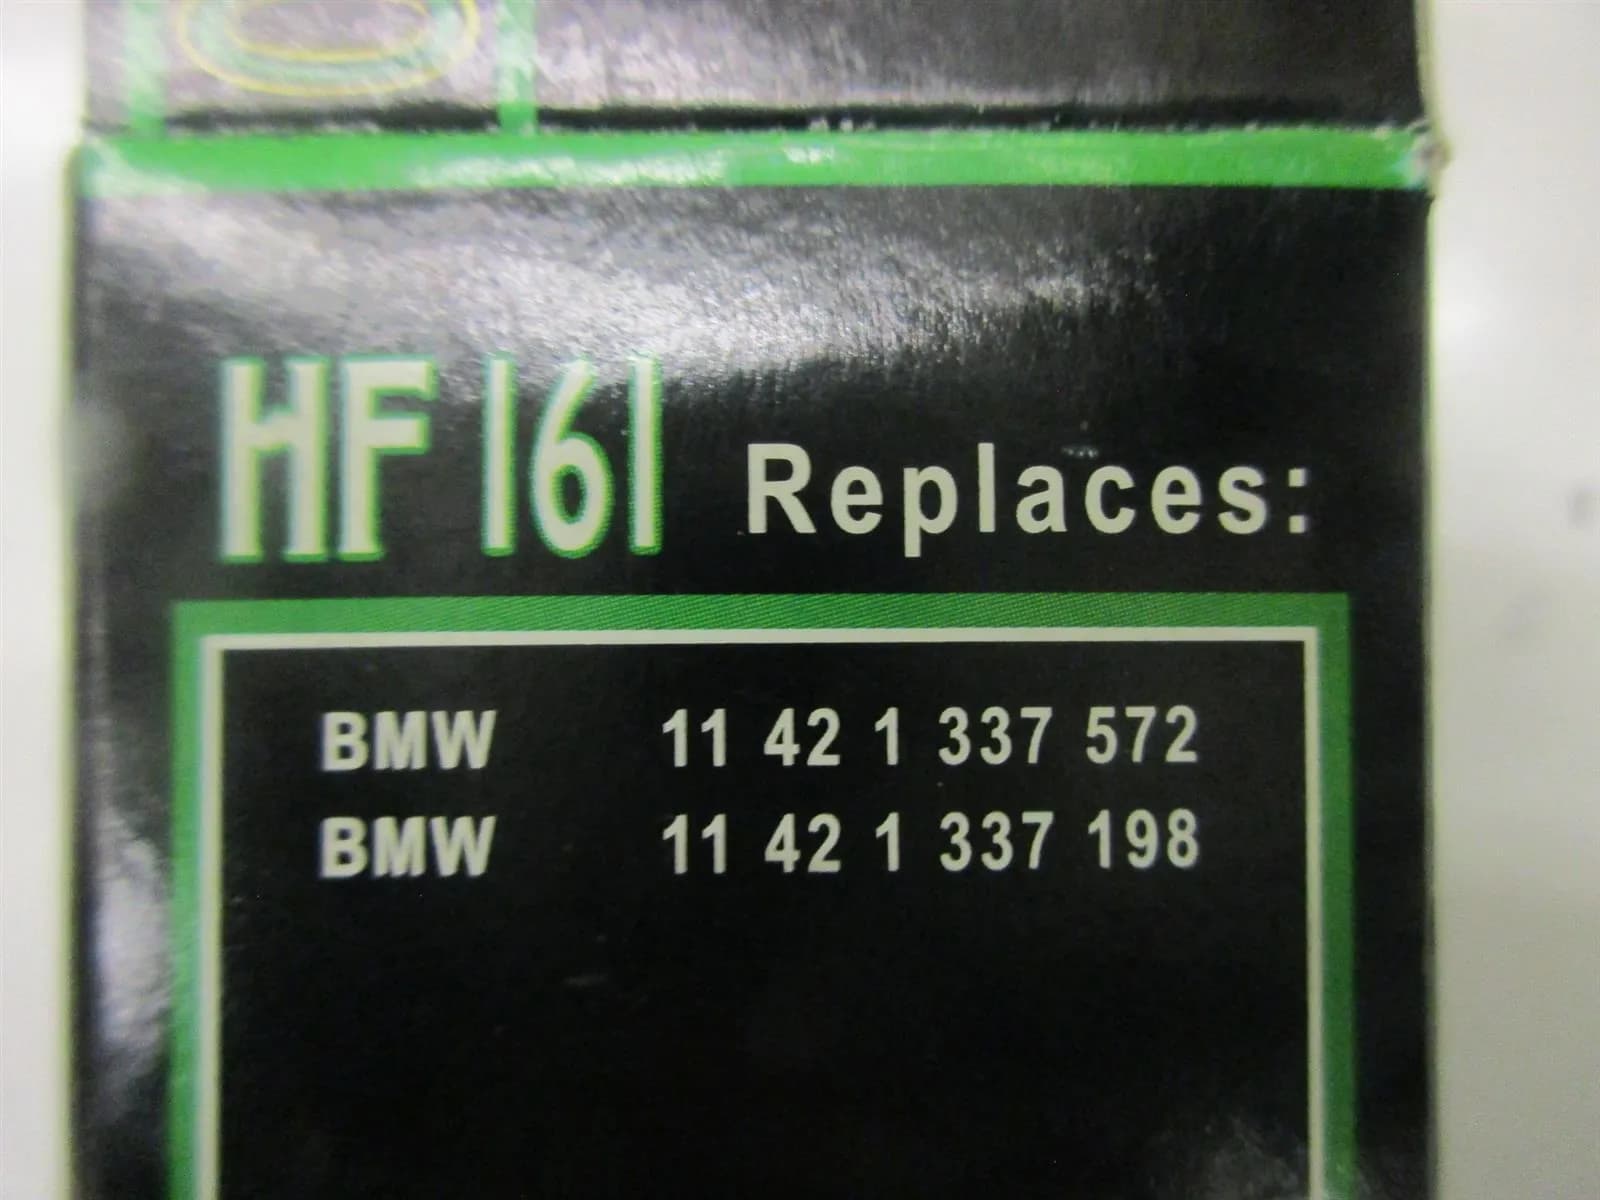 HF 161 Replaces:
BMW 11 42 1 337 572
BMW 11 42 1 337 198